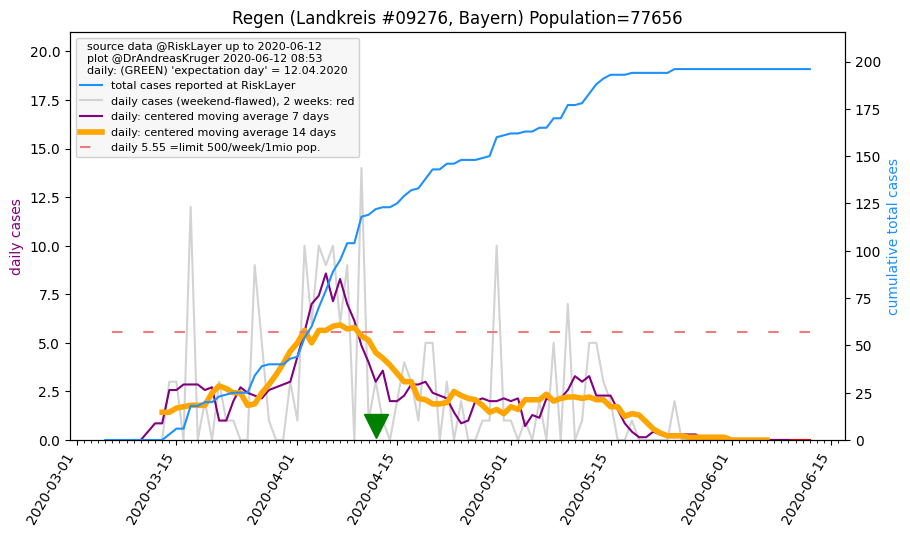 Regen (Landkreis #09276, Bayern) Population=77656
source data @RiskLayer up to 2020-06-12
plot @DrAndreasKruger 2020-06-12 08:53
daily: (GREEN) 'expectation day' = 12.04.2020
total cases reported at RiskLayer
daily cases (weekend-flawed), 2 weeks: red
daily: centered moving average 7 days
daily: centered moving average 14 days
daily 5.55 =limit 500/week/1mio pop.
daily cases
20.0
17.5
15.0
12.5
10.0
7.5
5.0
2.5
0.0
cumulative total cases
200
175
150
125
100
75
50
25
0
2020-03-01
2020-03-15
2020-04-01
2020-04-15
2020-05-01
2020-05-15
2020-06-01
2020-06-15